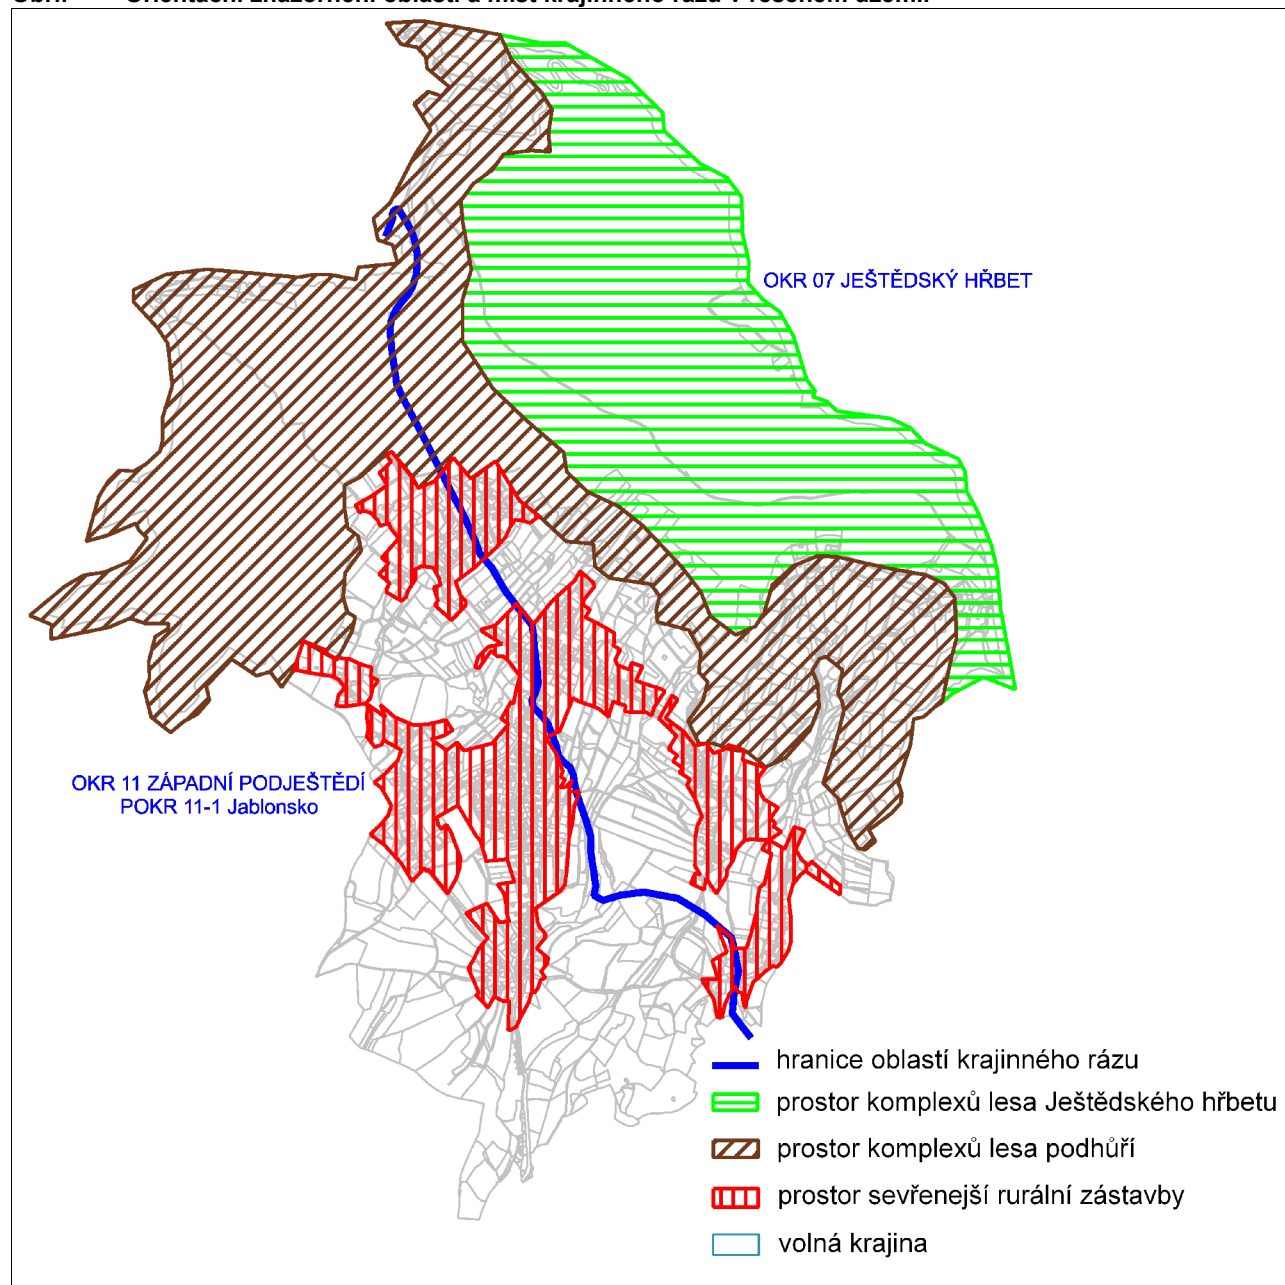 OKR 07 JEŠTĚDSKÝ HŘBET
OKR 11 ZÁPADNÍ PODJEŠTĚDÍ
POKR 11-1 Jablonsko
hranice oblastí krajinného rázu
prostor komplexů lesa Ještědského hřbetu
prostor komplexů lesa podhůří
prostor sevřenejší rurální zástavby
volná krajina